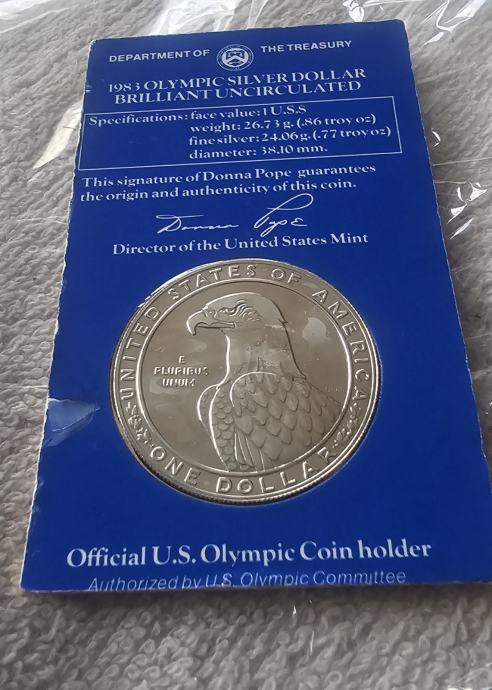 DEPARTMENT OF THE TREASURY
1983 OLYMPIC SILVER DOLLAR
BRILLIANT UNCIRCULATED
Specifications: face value: 1 U.S.$
weight: 26.73 g. (.86 troy oz)
fine silver: 24.06 g. (.77 troy oz)
diameter: 38.10 mm.
This signature of Donna Pope guarantees
the origin and authenticity of this coin.
Donna Pope
Director of the United States Mint
UNITED STATES OF AMERICA
E
PLURIBUS
UNUM
ONE DOLLAR
Official U.S. Olympic Coin holder
Authorized by U.S. Olympic Committee